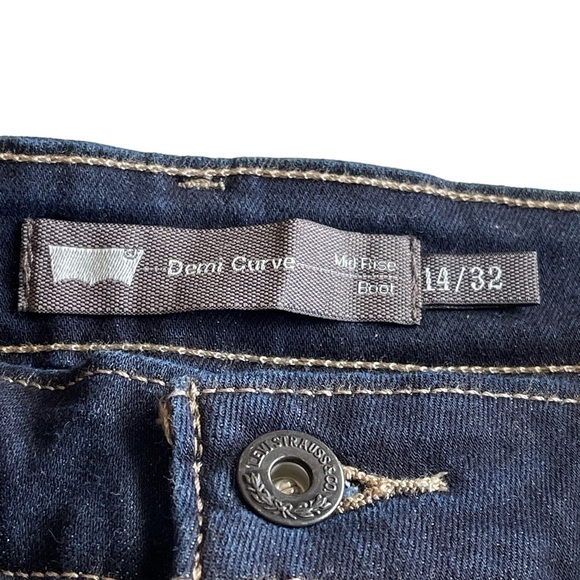 Demi Curve
Mid Rise
Boot
14/32
LEVI STRAUSS & CO.